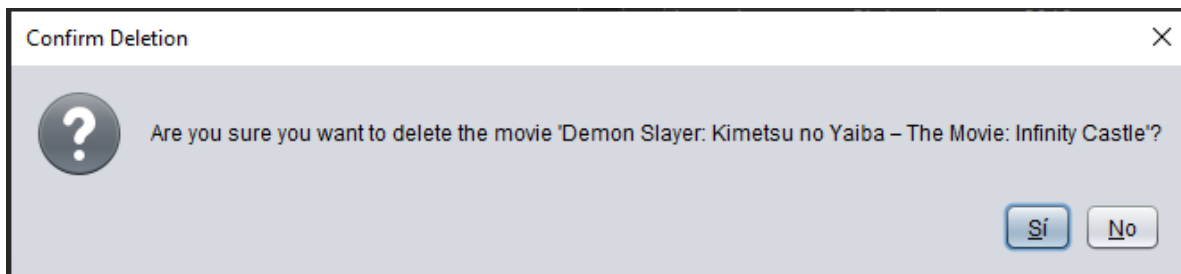 Confirm Deletion
Are you sure you want to delete the movie 'Demon Slayer: Kimetsu no Yaiba – The Movie: Infinity Castle'?
Sí
No